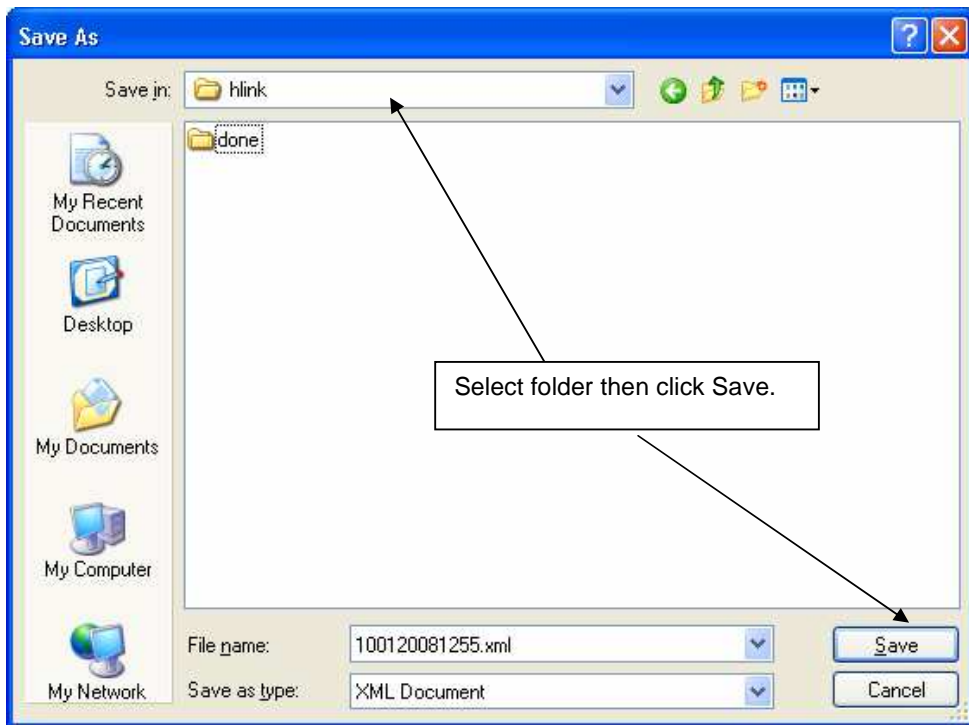 Save As
Save in: hlink
done
My Recent
Documents
Desktop
My Documents
My Computer
My Network
Select folder then click Save.
File name: 100120081255.xml Save
Save as type: XML Document Cancel